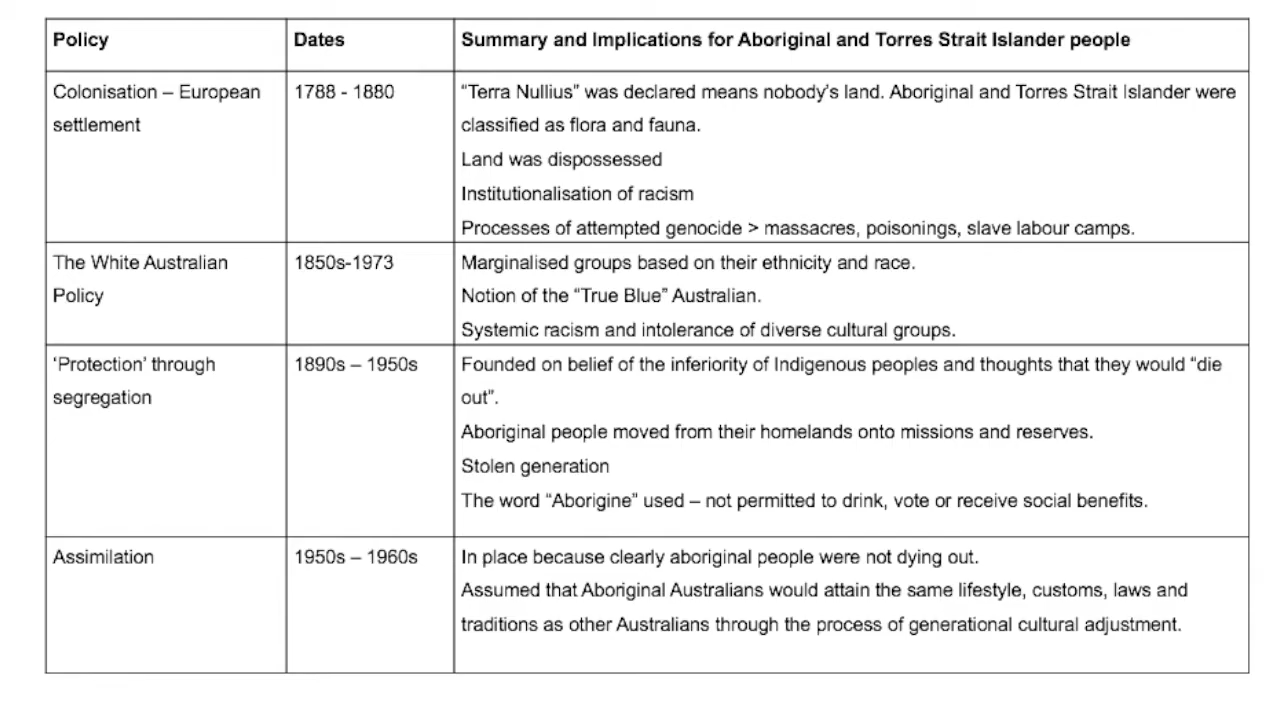 Policy
Dates
Summary and Implications for Aboriginal and Torres Strait Islander people
Colonisation – European
settlement
1788 - 1880
“Terra Nullius” was declared means nobody’s land. Aboriginal and Torres Strait Islander were
classified as flora and fauna.
Land was dispossessed
Institutionalisation of racism
Processes of attempted genocide > massacres, poisonings, slave labour camps.
The White Australian
Policy
1850s-1973
Marginalised groups based on their ethnicity and race.
Notion of the “True Blue” Australian.
Systemic racism and intolerance of diverse cultural groups.
‘Protection’ through
segregation
1890s – 1950s
Founded on belief of the inferiority of Indigenous peoples and thoughts that they would “die
out”.
Aboriginal people moved from their homelands onto missions and reserves.
Stolen generation
The word “Aborigine” used – not permitted to drink, vote or receive social benefits.
Assimilation
1950s – 1960s
In place because clearly aboriginal people were not dying out.
Assumed that Aboriginal Australians would attain the same lifestyle, customs, laws and
traditions as other Australians through the process of generational cultural adjustment.